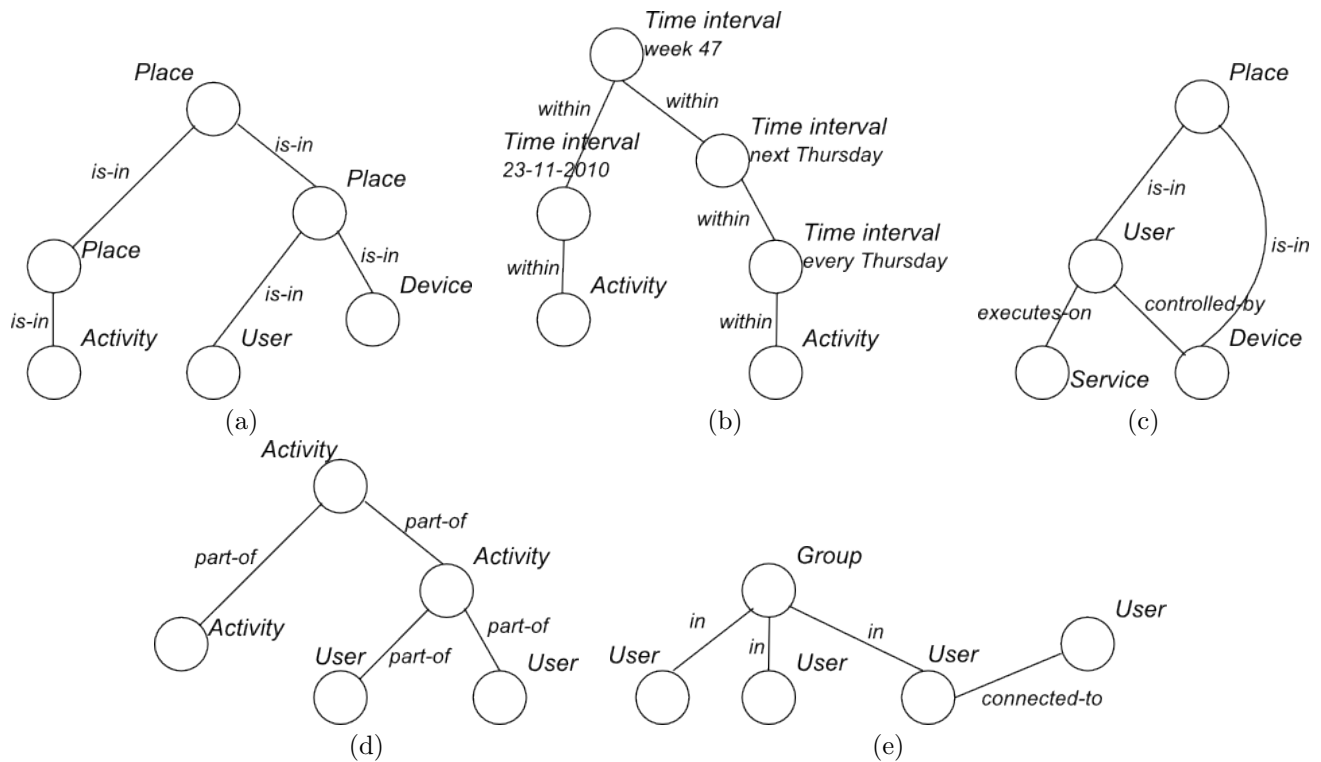 Place
is-in
is-in
Place
Place
is-in
is-in
is-in
Device
Activity
User
(a)
Time interval
week 47
within
within
Time interval
23-11-2010
Time interval
next Thursday
within
Time interval
every Thursday
within
Activity
within
Activity
(b)
Place
is-in
User
is-in
executes-on
controlled-by
Service
Device
(c)
Activity
part-of
part-of
Activity
Activity
part-of
part-of
User
User
(d)
Group
in
in
in
User
User
User
User
connected-to
(e)